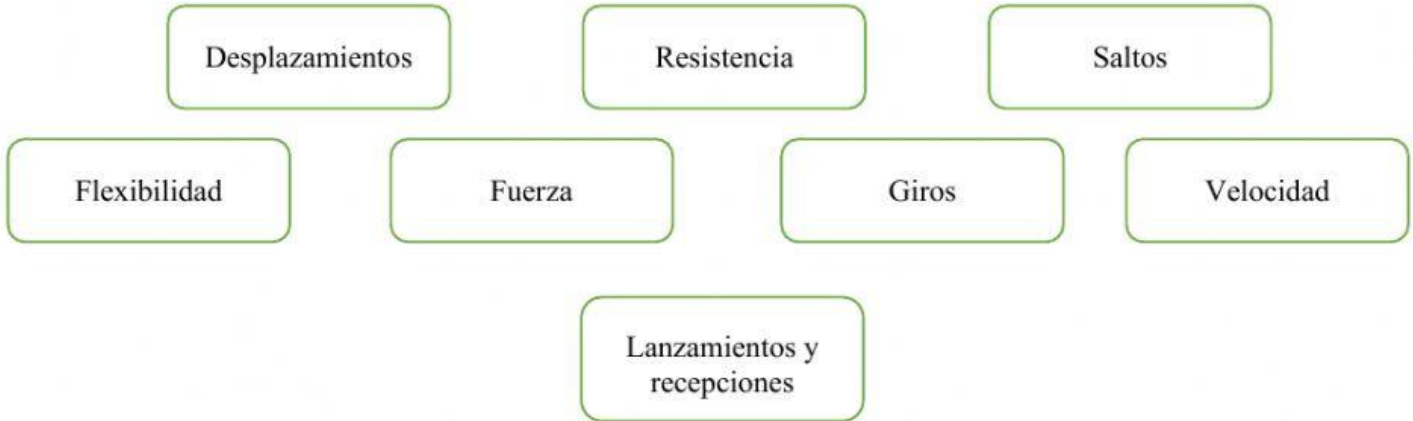 Desplazamientos
Resistencia
Saltos
Flexibilidad
Fuerza
Giros
Velocidad
Lanzamientos y
recepciones